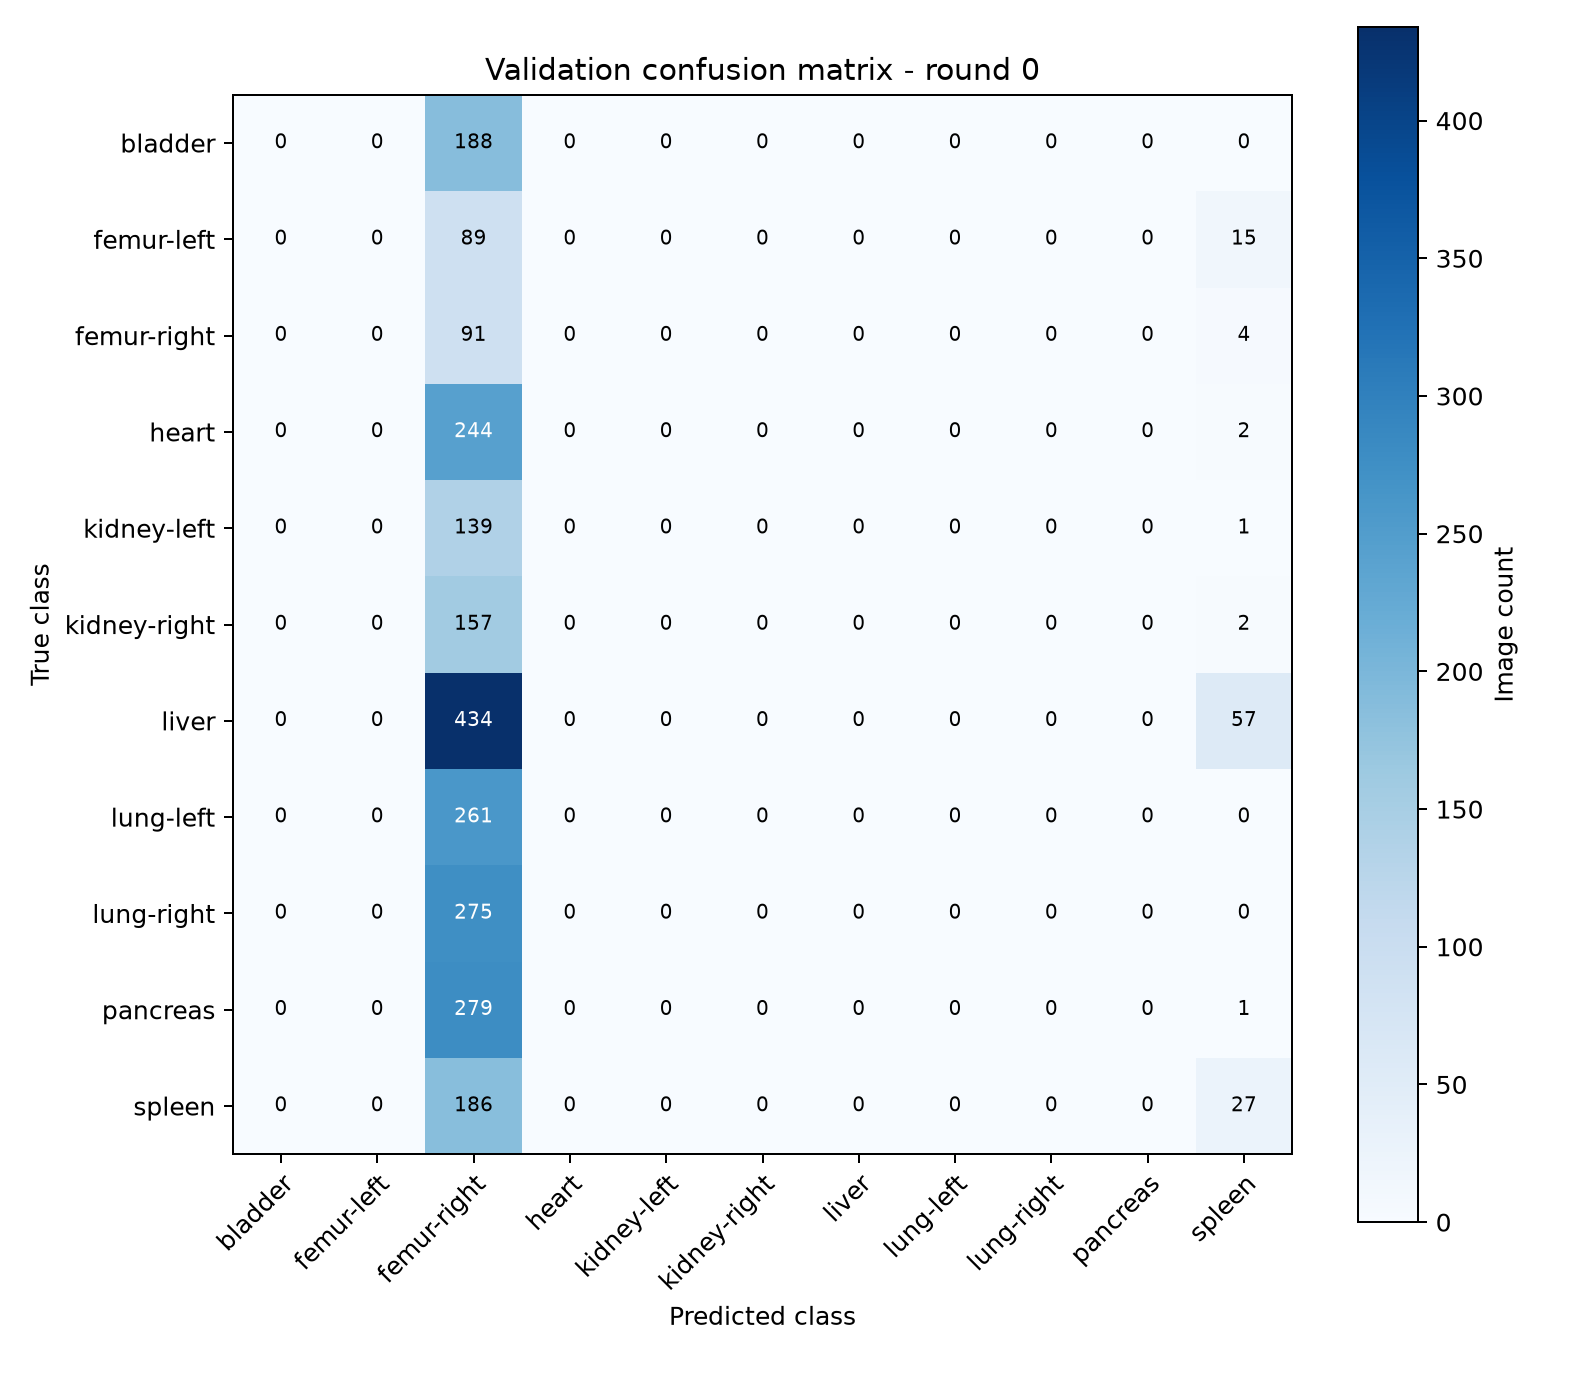 Validation confusion matrix - round 0
bladder 0 0 188 0 0 0 0 0 0 0 0
femur-left 0 0 89 0 0 0 0 0 0 0 15
femur-right 0 0 91 0 0 0 0 0 0 0 4
heart 0 0 244 0 0 0 0 0 0 0 2
kidney-left 0 0 139 0 0 0 0 0 0 0 1
kidney-right 0 0 157 0 0 0 0 0 0 0 2
liver 0 0 434 0 0 0 0 0 0 0 57
lung-left 0 0 261 0 0 0 0 0 0 0 0
lung-right 0 0 275 0 0 0 0 0 0 0 0
pancreas 0 0 279 0 0 0 0 0 0 0 1
spleen 0 0 186 0 0 0 0 0 0 0 27
True class
bladder femur-left femur-right heart kidney-left kidney-right liver lung-left lung-right pancreas spleen
Predicted class
400
350
300
250
200
150
100
50
0
Image count